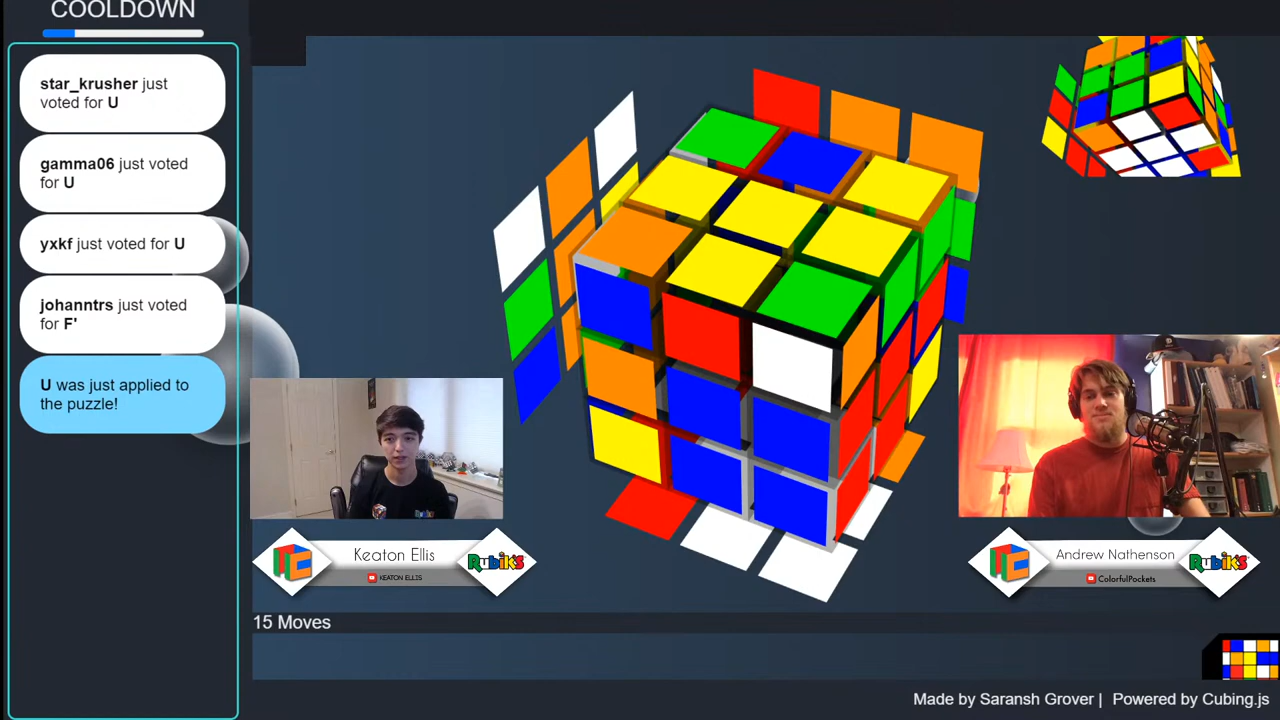 COOLDOWN
star_krusher just
voted for U
gamma06 just voted
for U
yxkf just voted for U
johanntrs just voted
for F'
U was just applied to
the puzzle!
Keaton Ellis
KEATON ELLIS
Rubik's
Andrew Nathenson
ColorfulPockets
Rubik's
15 Moves
Made by Saransh Grover | Powered by Cubing.js